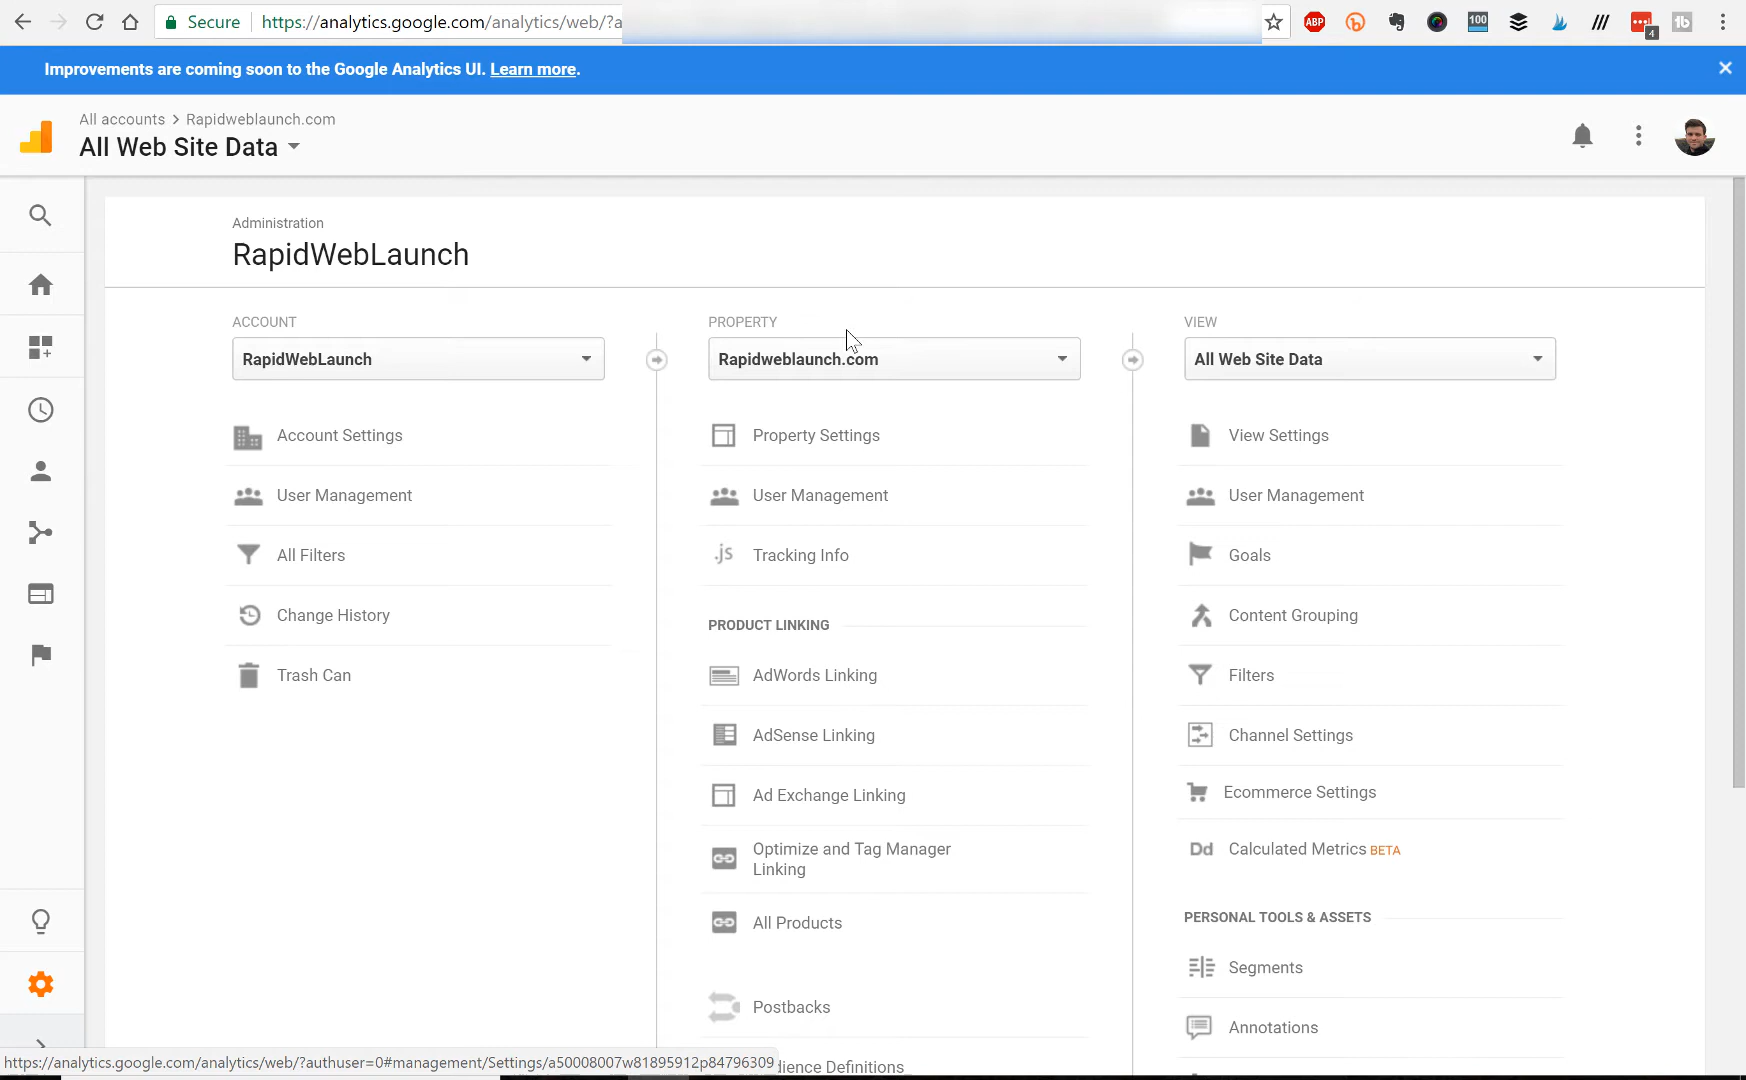 Secure
https://analytics.google.com/analytics/web/?a
ABP
100
4
Improvements are coming soon to the Google Analytics UI. Learn more.
All accounts > Rapidweblaunch.com
All Web Site Data
Administration
RapidWebLaunch
ACCOUNT
RapidWebLaunch
Account Settings
User Management
All Filters
Change History
Trash Can
PROPERTY
Rapidweblaunch.com
Property Settings
User Management
.js Tracking Info
PRODUCT LINKING
AdWords Linking
AdSense Linking
Ad Exchange Linking
Optimize and Tag Manager
Linking
All Products
Postbacks
dience Definitions
VIEW
All Web Site Data
View Settings
User Management
Goals
Content Grouping
Filters
Channel Settings
Ecommerce Settings
Dd Calculated Metrics BETA
PERSONAL TOOLS & ASSETS
Segments
Annotations
https://analytics.google.com/analytics/web/?authuser=0#management/Settings/a50008007w81895912p84796309